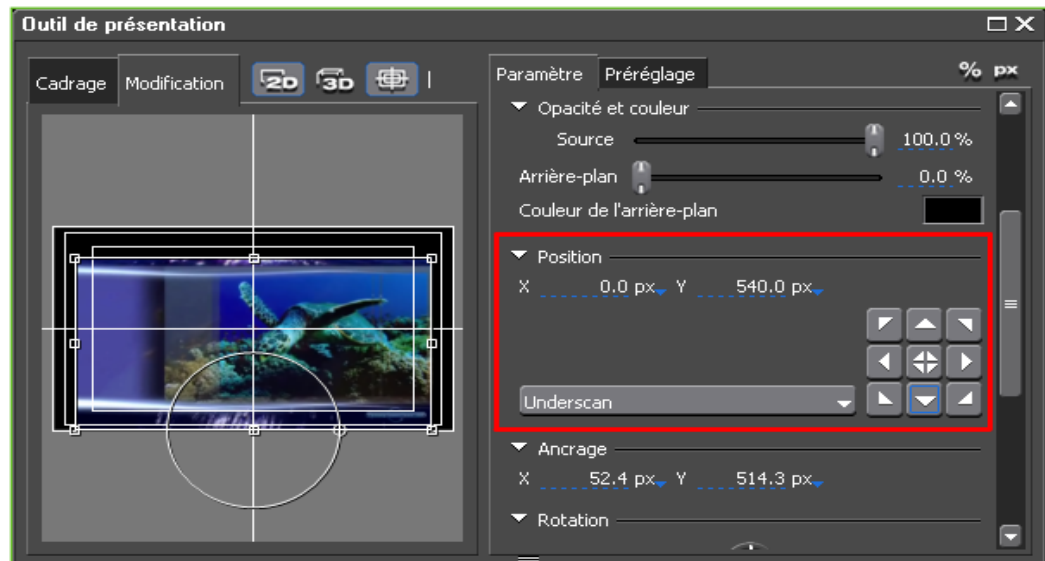 Outil de présentation
Cadrage Modification 2D 3D
Paramètre Préréglage % px
Opacité et couleur
Source 100.0 %
Arrière-plan 0.0 %
Couleur de l'arrière-plan
Position
X 0.0 px Y 540.0 px
Underscan
Ancrage
X 52.4 px Y 514.3 px
Rotation